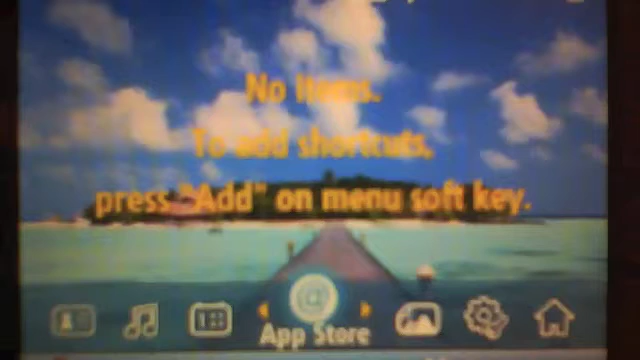 No Items.
To add shortcuts,
press "Add" on menu soft key.
App Store